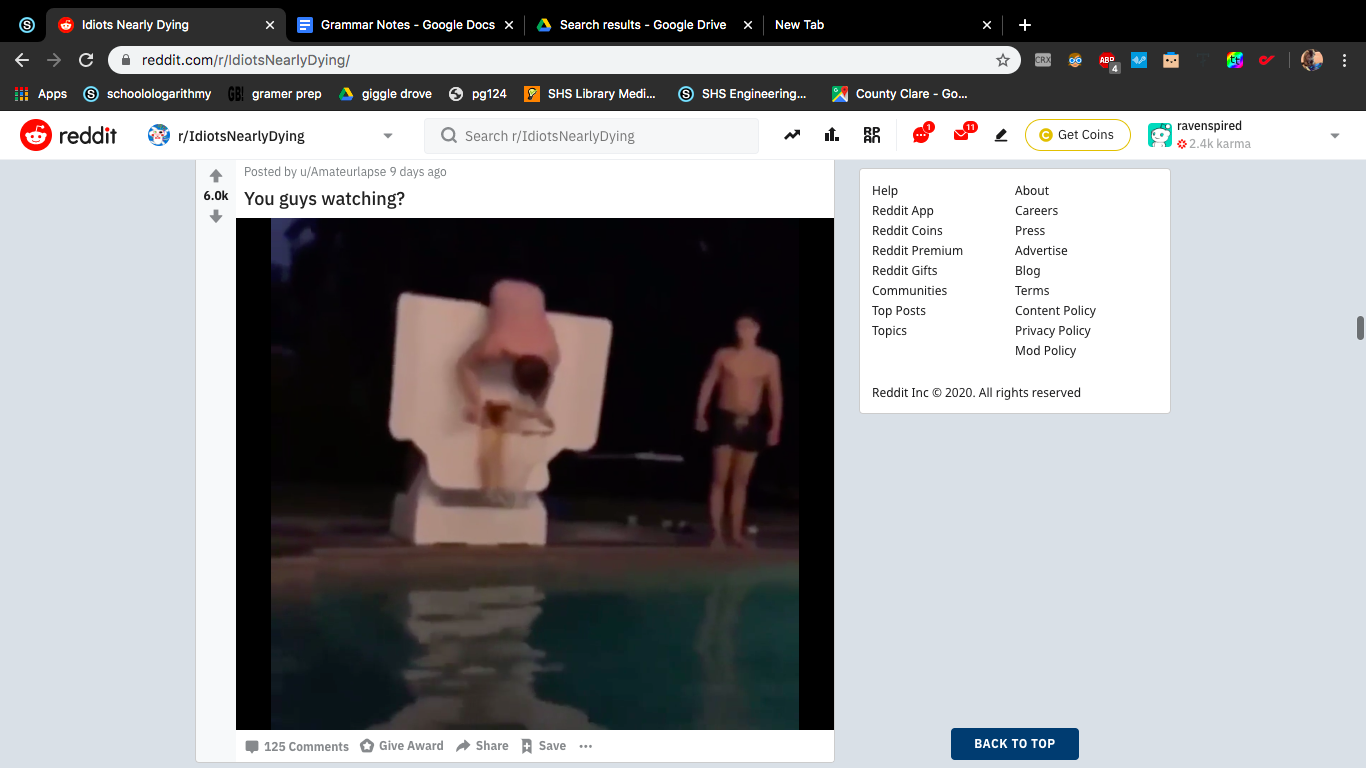 Idiots Nearly Dying
Grammar Notes - Google Docs
Search results - Google Drive
New Tab
reddit.com/r/IdiotsNearlyDying/
CRX
ABP
4
Apps
schoolologarithmy
GB!
gramer prep
giggle drove
pg124
SHS Library Medi...
SHS Engineering...
County Clare - Go...
reddit
r/IdiotsNearlyDying
Search r/IdiotsNearlyDying
1
11
Get Coins
ravenspired
2.4k karma
Posted by u/Amateurlapse 9 days ago
6.0k
You guys watching?
Help
About
Reddit App
Careers
Reddit Coins
Press
Reddit Premium
Advertise
Reddit Gifts
Blog
Communities
Terms
Top Posts
Content Policy
Topics
Privacy Policy
Mod Policy
Reddit Inc © 2020. All rights reserved
125 Comments
Give Award
Share
Save
BACK TO TOP